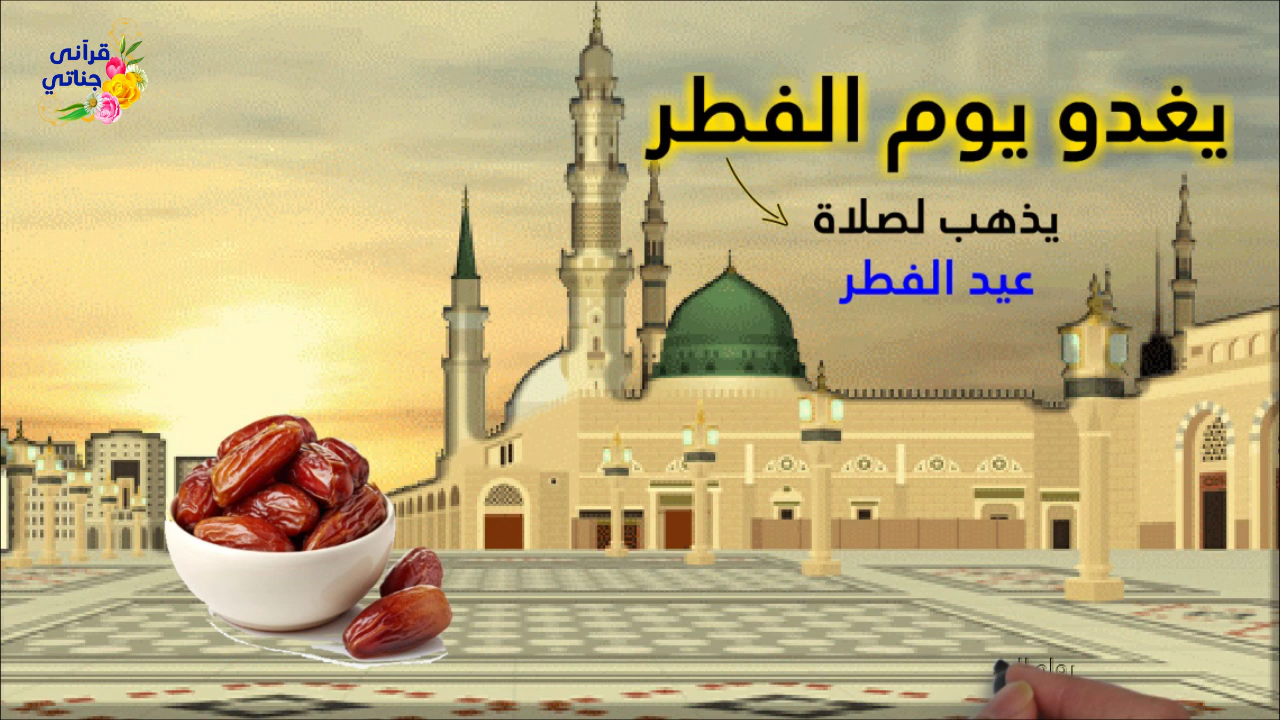 قرآنى
جناتي
يغدو يوم الفطر
يذهب لصلاة
عيد الفطر